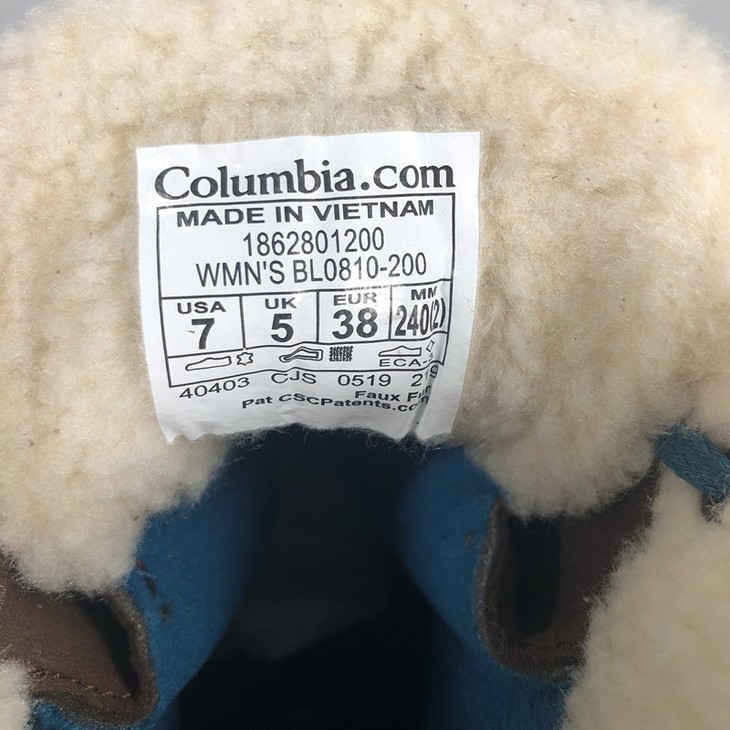 Columbia.com
MADE IN VIETNAM
1862801200
WMN'S BL0810-200
USA UK EUR MM
7 5 38 240(2)
40403 CJS 0519
Faux Fur
Pat CSCPatents.com